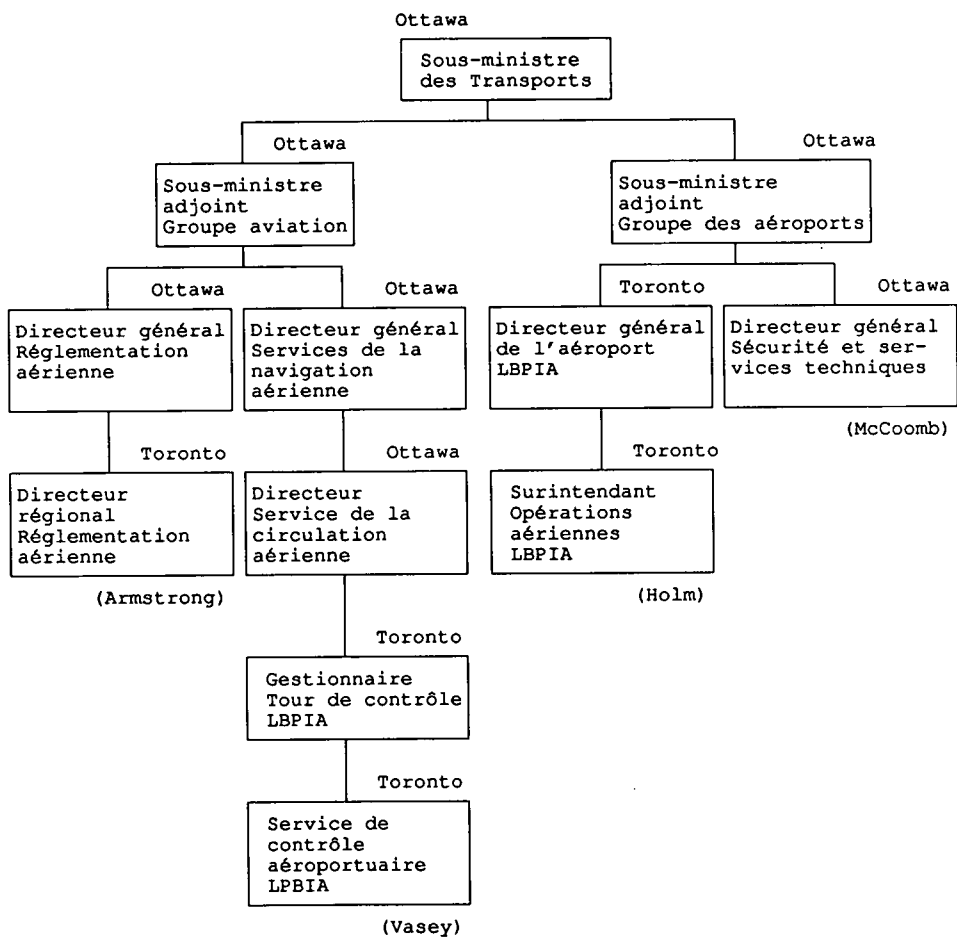 Ottawa
Sous-ministre
des Transports
Ottawa
Sous-ministre
adjoint
Groupe aviation
Ottawa
Sous-ministre
adjoint
Groupe des aéroports
Ottawa
Directeur général
Réglementation
aérienne
Ottawa
Directeur général
Services de la
navigation
aérienne
Toronto
Directeur général
de l'aéroport
LBPIA
Ottawa
Directeur général
Sécurité et ser-
vices techniques
(McCoomb)
Toronto
Directeur
régional
Réglementation
aérienne
(Armstrong)
Ottawa
Directeur
Service de la
circulation
aérienne
Toronto
Surintendant
Opérations
aériennes
LBPIA
(Holm)
Toronto
Gestionnaire
Tour de contrôle
LBPIA
Toronto
Service de
contrôle
aéroportuaire
LPBIA
(Vasey)